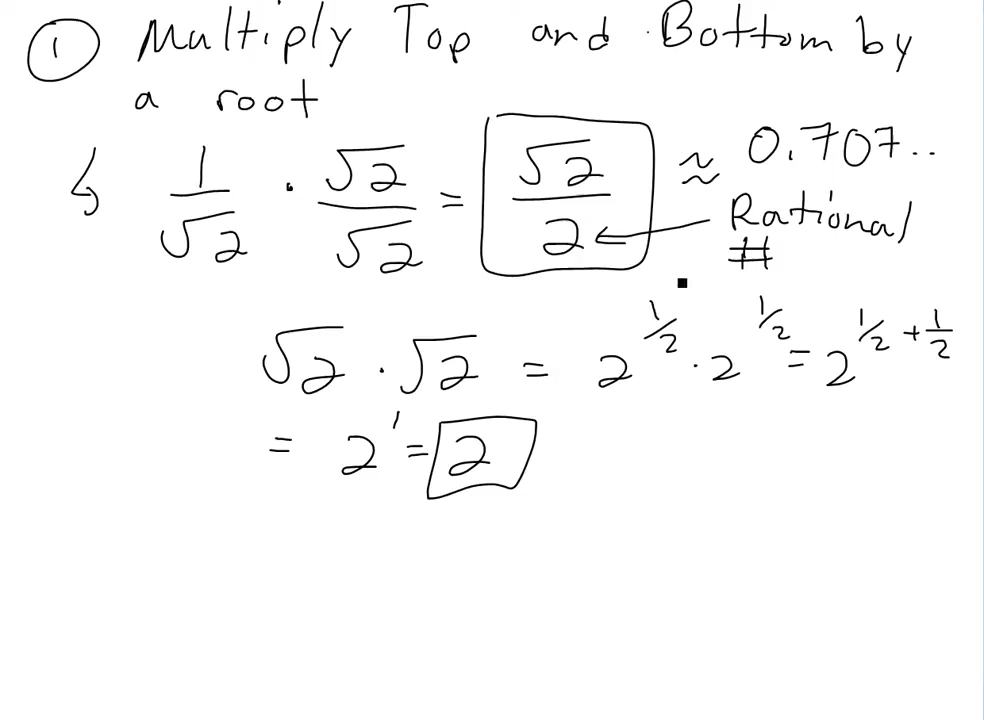 ① Multiply Top and Bottom by
a root
↳ 1/√2 · √2/√2 = √2/2 ≈ 0.707..
← Rational
#
√2 · √2 = 2^1/2 · 2^1/2 = 2^1/2 + 1/2
= 2^1 = 2